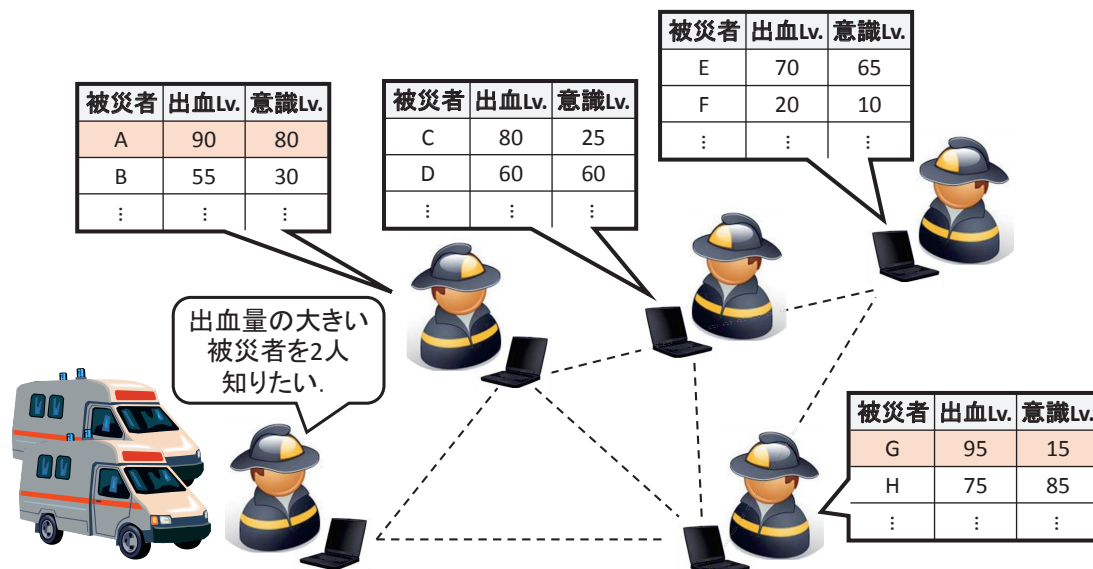 被災者 出血Lv. 意識Lv.
E 70 65
F 20 10
⋮ ⋮ ⋮
被災者 出血Lv. 意識Lv.
A 90 80
B 55 30
⋮ ⋮ ⋮
被災者 出血Lv. 意識Lv.
C 80 25
D 60 60
⋮ ⋮ ⋮
出血量の大きい
被災者を2人
知りたい.
被災者 出血Lv. 意識Lv.
G 95 15
H 75 85
⋮ ⋮ ⋮